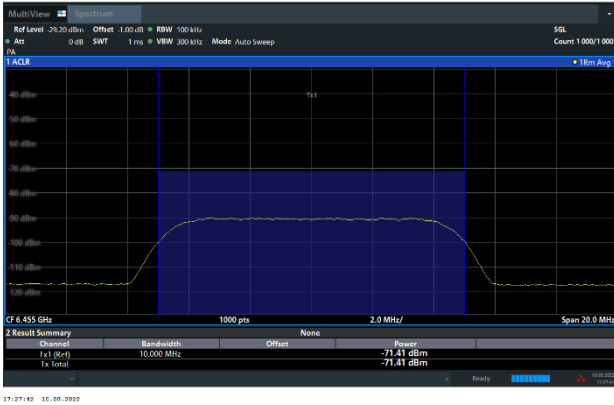 MultiView Spectrum
Ref Level -29.20 dBm Offset -1.00 dB RBW 100 kHz SGL
Att 0 dB SWT 1 ms VBW 300 kHz Mode Auto Sweep Count 1000/1000
PA
1 ACLR 1Rm Avg
Tx1
-40 dBm
-50 dBm
-60 dBm
-70 dBm
-80 dBm
-90 dBm
-100 dBm
-110 dBm
-120 dBm
CF 6.455 GHz 1000 pts 2.0 MHz/ Span 20.0 MHz
2 Result Summary None
Channel Bandwidth Offset Power
Tx1 (Ref) 10.000 MHz -71.41 dBm
Tx Total -71.41 dBm
Ready
17:27:42 10.08.2022